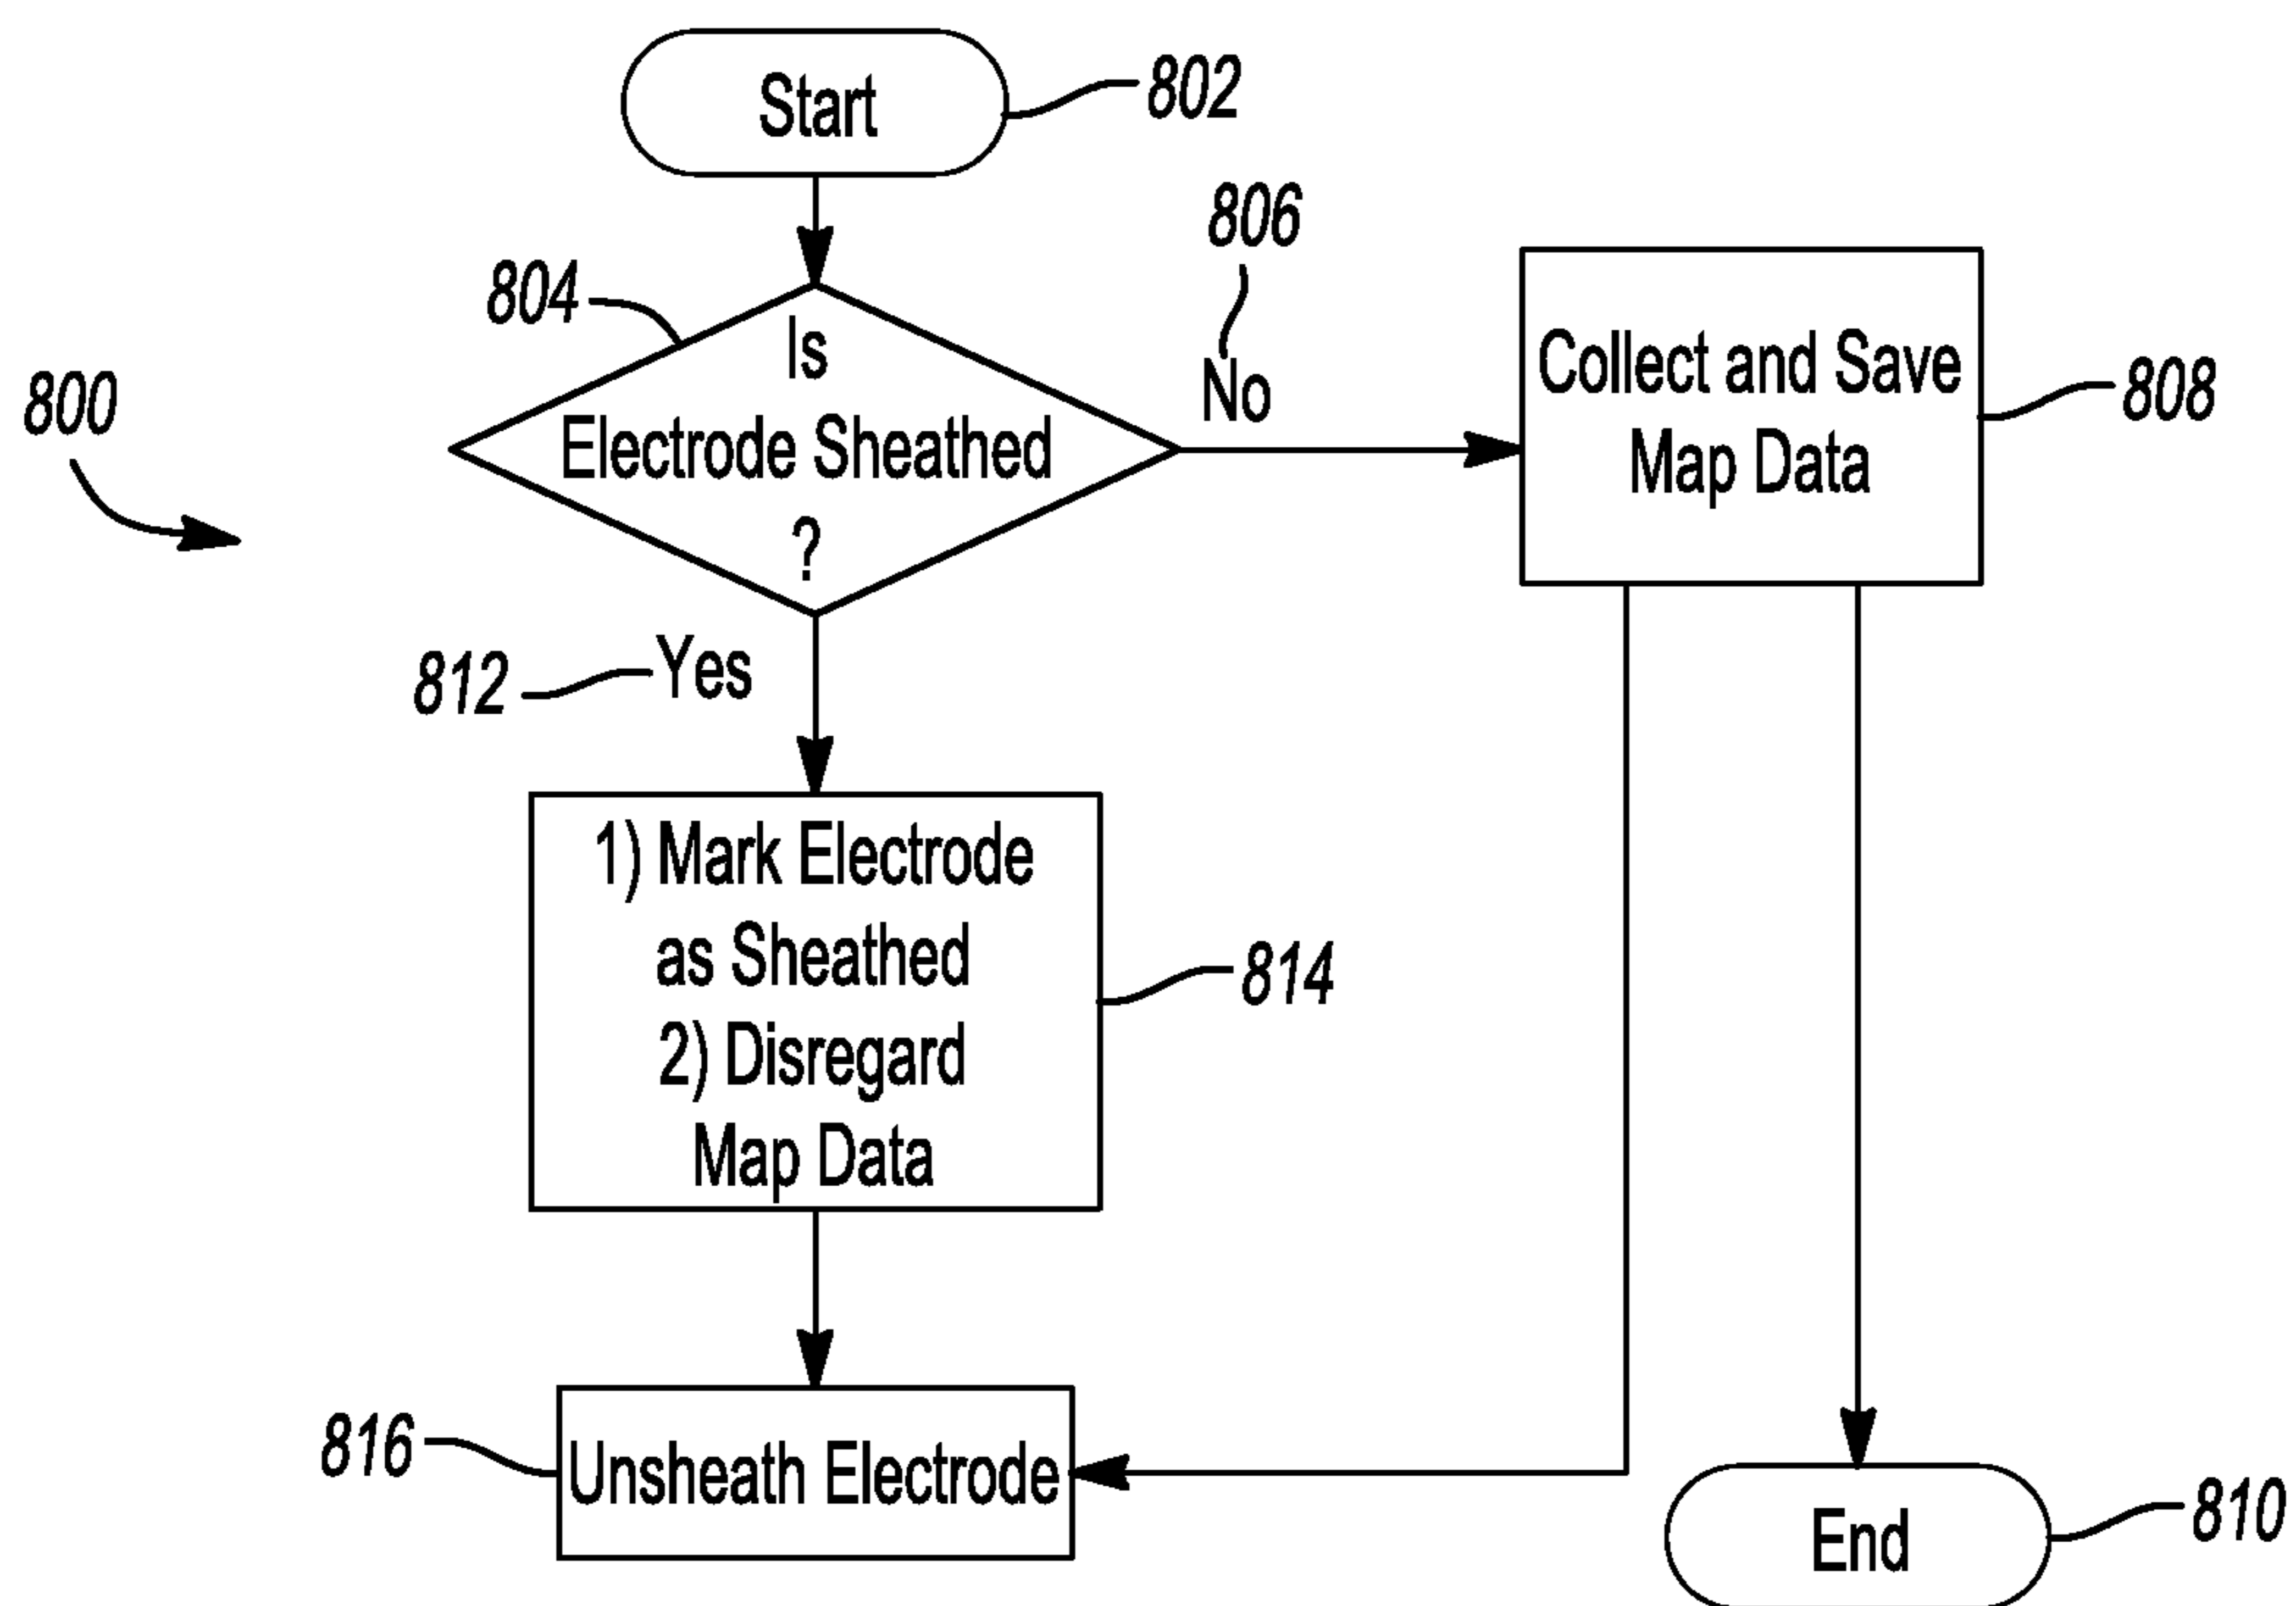 Start
802
806
804
Is
Electrode Sheathed
?
No
800
Collect and Save
Map Data
808
812
Yes
1) Mark Electrode
as Sheathed
2) Disregard
Map Data
814
816
Unsheath Electrode
End
810